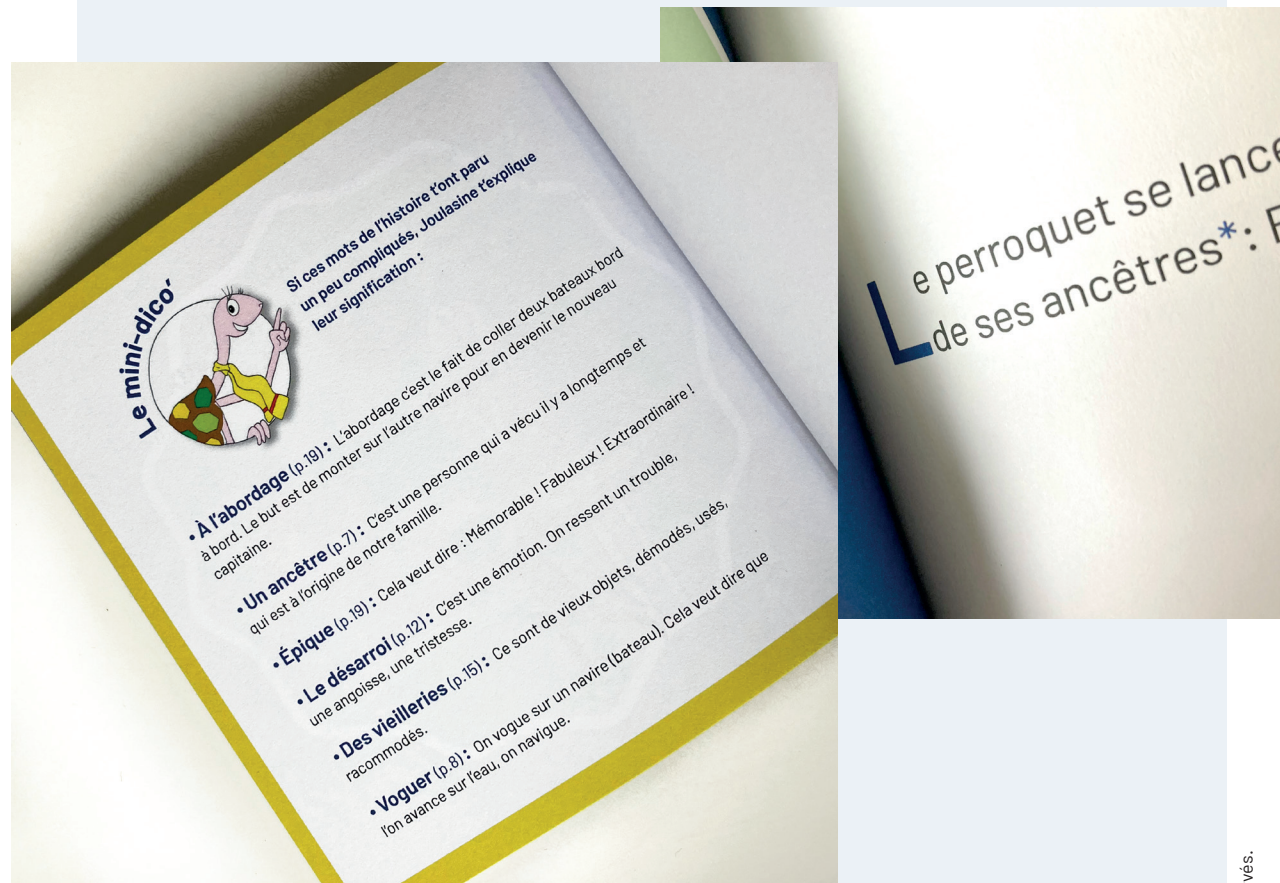 Le mini-dico´
Si ces mots de l'histoire t'ont paru
un peu compliqués, Joulasine t'explique
leur signification :
• À l'abordage (p.19) : L'abordage c'est le fait de coller deux bateaux bord
à bord. Le but est de monter sur l'autre navire pour en devenir le nouveau
capitaine.
• Un ancêtre (p.7) : C'est une personne qui a vécu il y a longtemps et
qui est à l'origine de notre famille.
• Épique (p.19) : Cela veut dire : Mémorable ! Fabuleux ! Extraordinaire !
• Le désarroi (p.12) : C'est une émotion. On ressent un trouble,
une angoisse, une tristesse.
• Des vieilleries (p.15) : Ce sont de vieux objets, démodés, usés,
racommodés.
• Voguer (p.8) : On vogue sur un navire (bateau). Cela veut dire que
l'on avance sur l'eau, on navigue.
Le perroquet se lance
de ses ancêtres* :
vés.